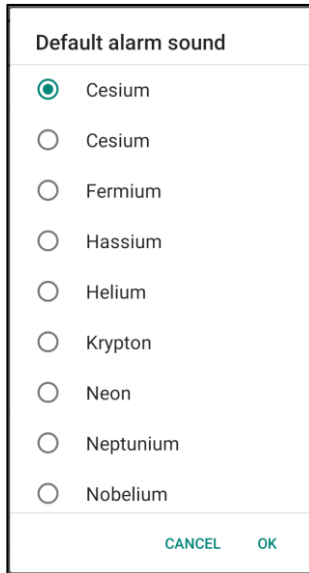 Default alarm sound
Cesium
Cesium
Fermium
Hassium
Helium
Krypton
Neon
Neptunium
Nobelium
CANCEL OK